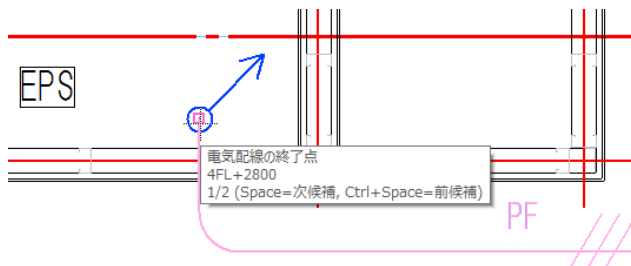 EPS
電気配線の終了点
4FL+2800
1/2 (Space=次候補, Ctrl+Space=前候補)
PF